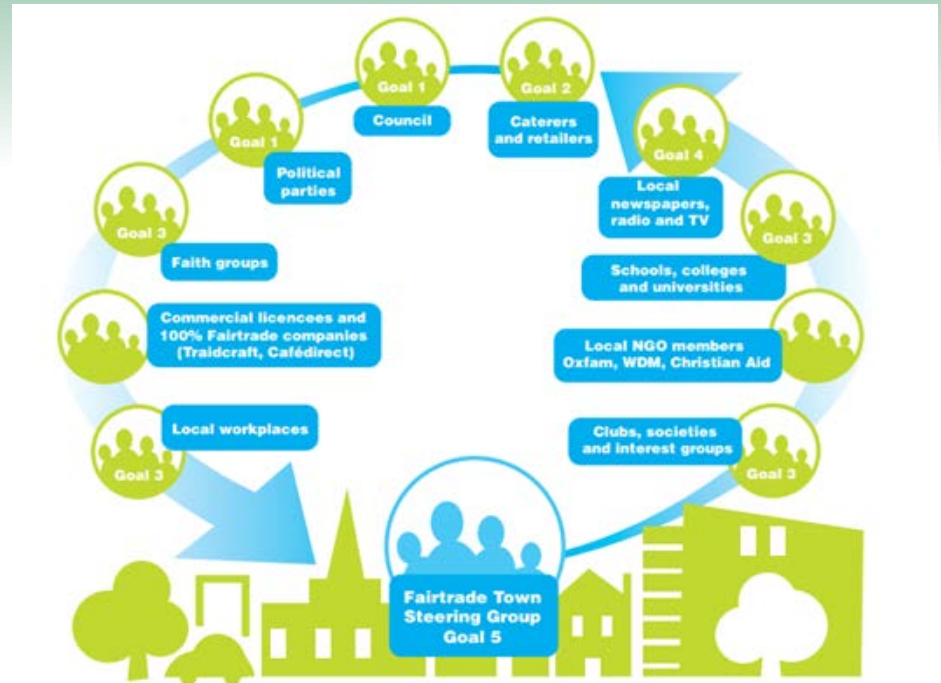 Goal 1
Council
Goal 2
Caterers
and retailers
Goal 1
Political
parties
Goal 4
Local
newspapers,
radio and TV
Goal 3
Faith groups
Goal 3
Schools, colleges
and universities
Commercial licencees and
100% Fairtrade companies
(Traidcraft, Cafédirect)
Local NGO members
Oxfam, WDM, Christian Aid
Goal 3
Local workplaces
Clubs, societies
and interest groups
Goal 3
Fairtrade Town
Steering Group
Goal 5